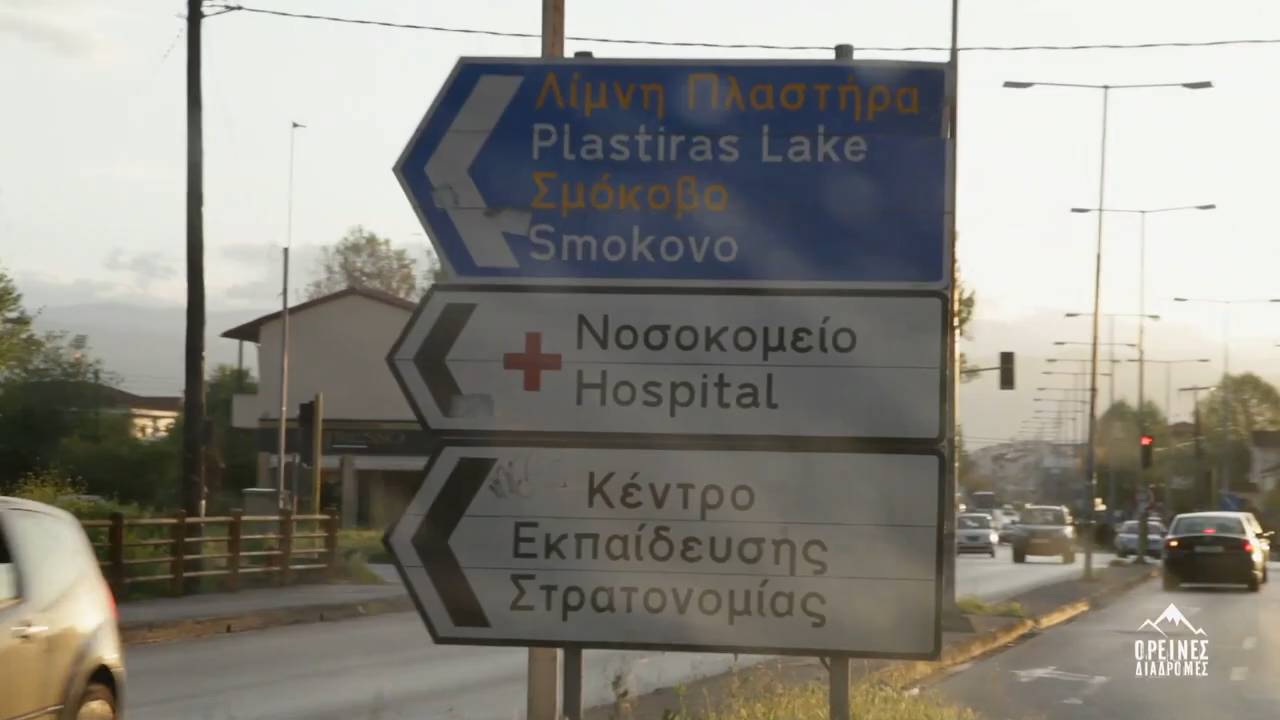 Λίμνη Πλαστήρα
Plastiras Lake
Σμόκοβο
Smokovo
Νοσοκομείο
Hospital
Κέντρο
Εκπαίδευσης
Στρατονομίας
ΟΡΕΙΝΕΣ
ΔΙΑΔΡΟΜΕΣ